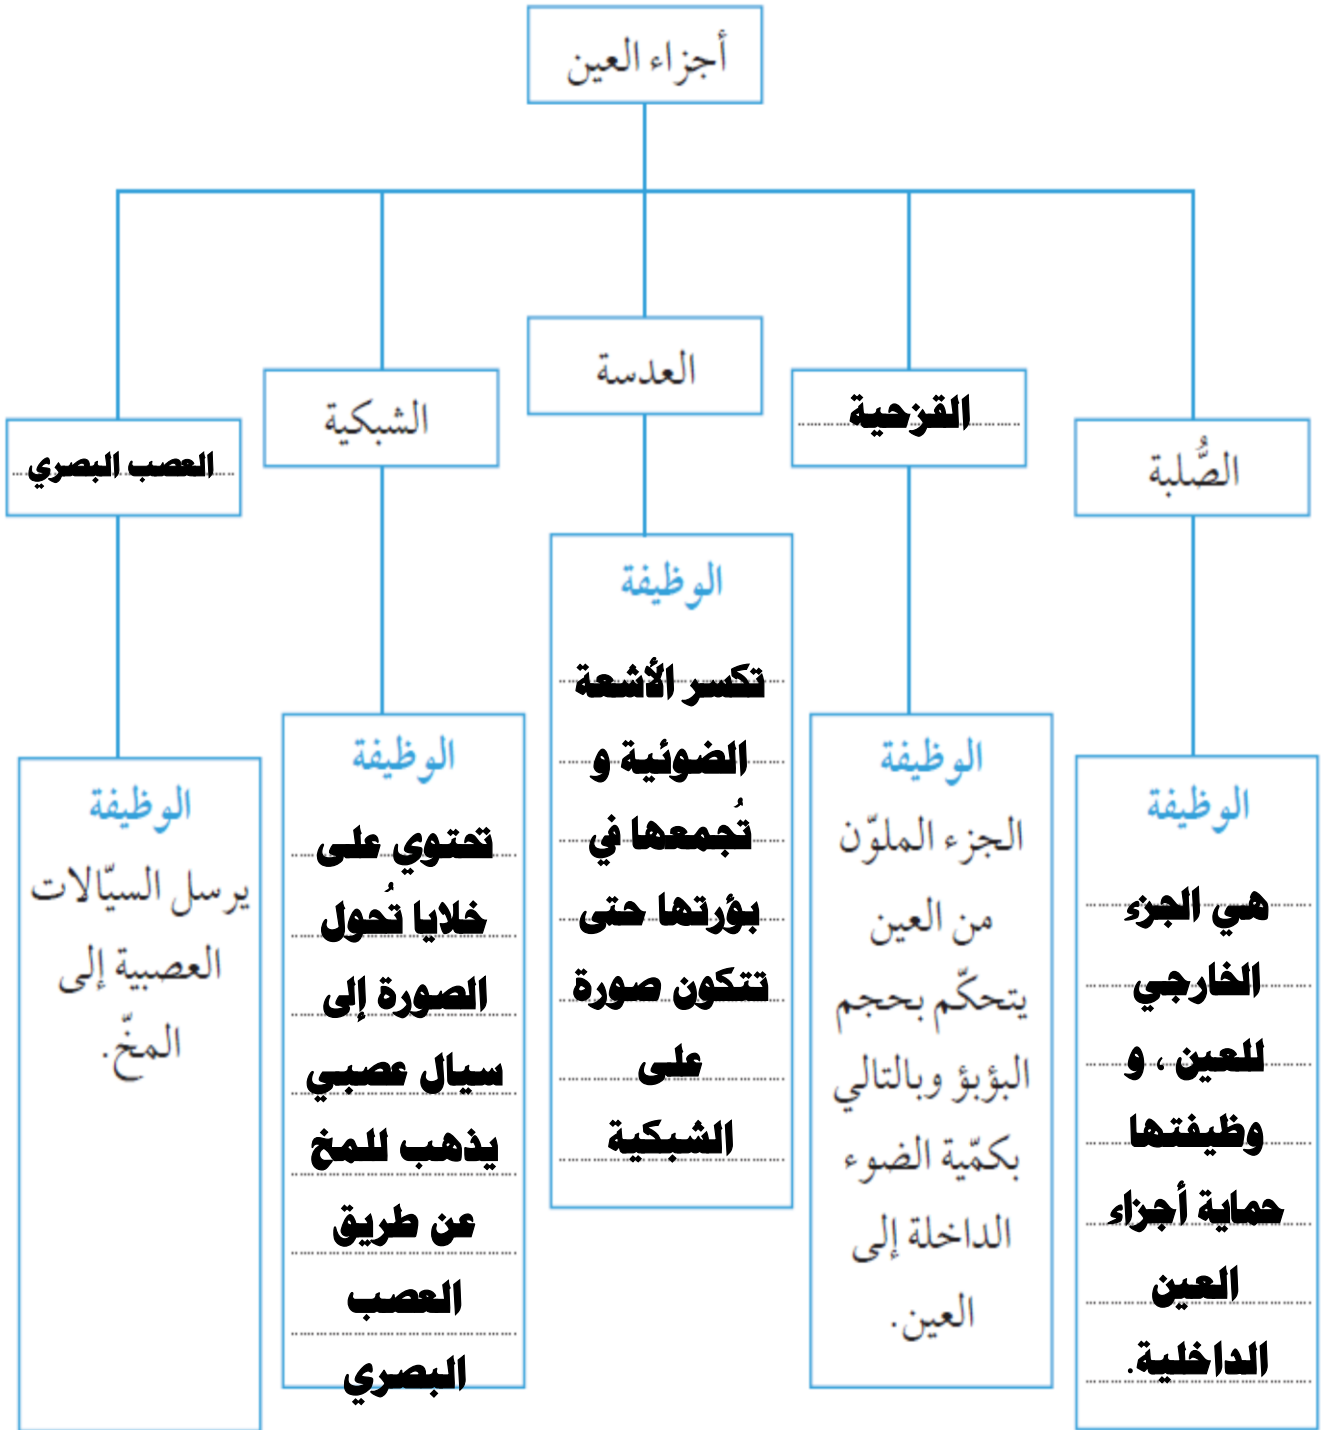 أجزاء العين
الصُّلبة
القزحية
العدسة
الشبكية
العصب البصري
الوظيفة
هي الجزء
الخارجي
للعين ، و
وظيفتها
حماية أجزاء
العين
الداخلية.
الوظيفة
الجزء الملوّن
من العين
يتحكّم بحجم
البؤبؤ وبالتالي
بكمّية الضوء
الداخلة إلى
العين.
الوظيفة
تكسر الأشعة
الضوئية و
تُجمعها في
بؤرتها حتى
تتكون صورة
على
الشبكية
الوظيفة
تحتوي على
خلايا تُحول
الصورة إلى
سيال عصبي
يذهب للمخ
عن طريق
العصب
البصري
الوظيفة
يرسل السيّالات
العصبية إلى
المخّ.